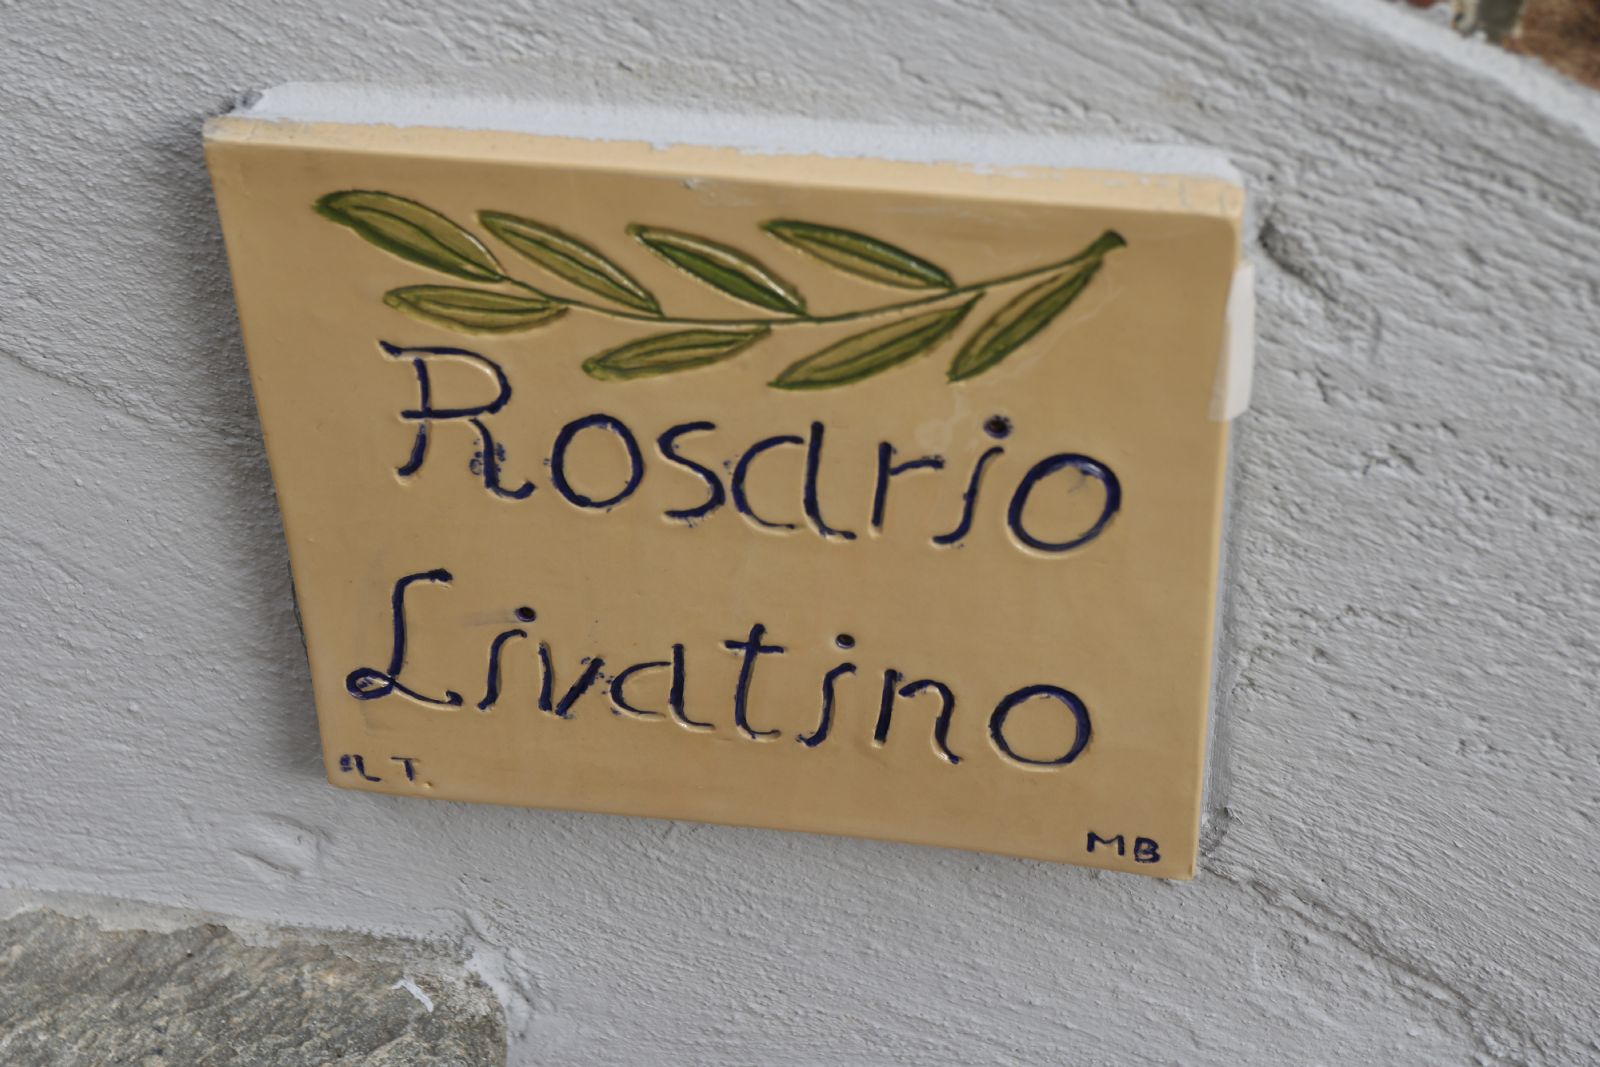 Rosario
Livatino
T.
MB